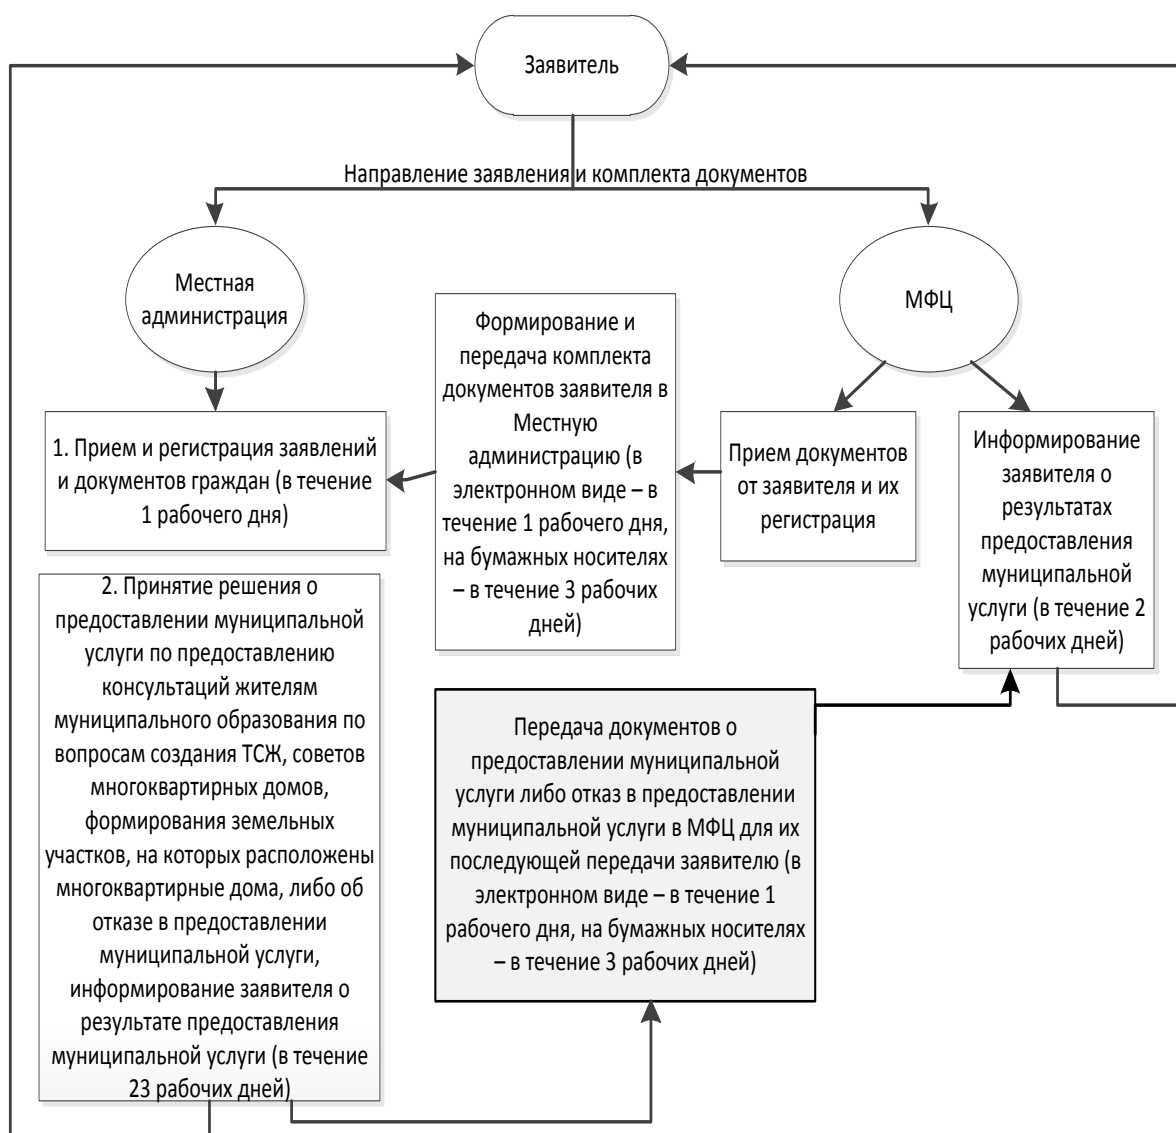 Заявитель
Направление заявления и комплекта документов
Местная
администрация
МФЦ
1. Прием и регистрация заявлений
и документов граждан (в течение
1 рабочего дня)
Формирование и
передача комплекта
документов заявителя в
Местную
администрацию (в
электронном виде – в
течение 1 рабочего дня,
на бумажных носителях
– в течение 3 рабочих
дней)
Прием документов
от заявителя и их
регистрация
Информирование
заявителя о
результатах
предоставления
муниципальной
услуги (в течение 2
рабочих дней)
2. Принятие решения о
предоставлении муниципальной
услуги по предоставлению
консультаций жителям
муниципального образования по
вопросам создания ТСЖ, советов
многоквартирных домов,
формирования земельных
участков, на которых расположены
многоквартирные дома, либо об
отказе в предоставлении
муниципальной услуги,
информирование заявителя о
результате предоставления
муниципальной услуги (в течение
23 рабочих дней)
Передача документов о
предоставлении муниципальной
услуги либо отказ в предоставлении
муниципальной услуги в МФЦ для их
последующей передачи заявителю (в
электронном виде – в течение 1
рабочего дня, на бумажных носителях
– в течение 3 рабочих дней)